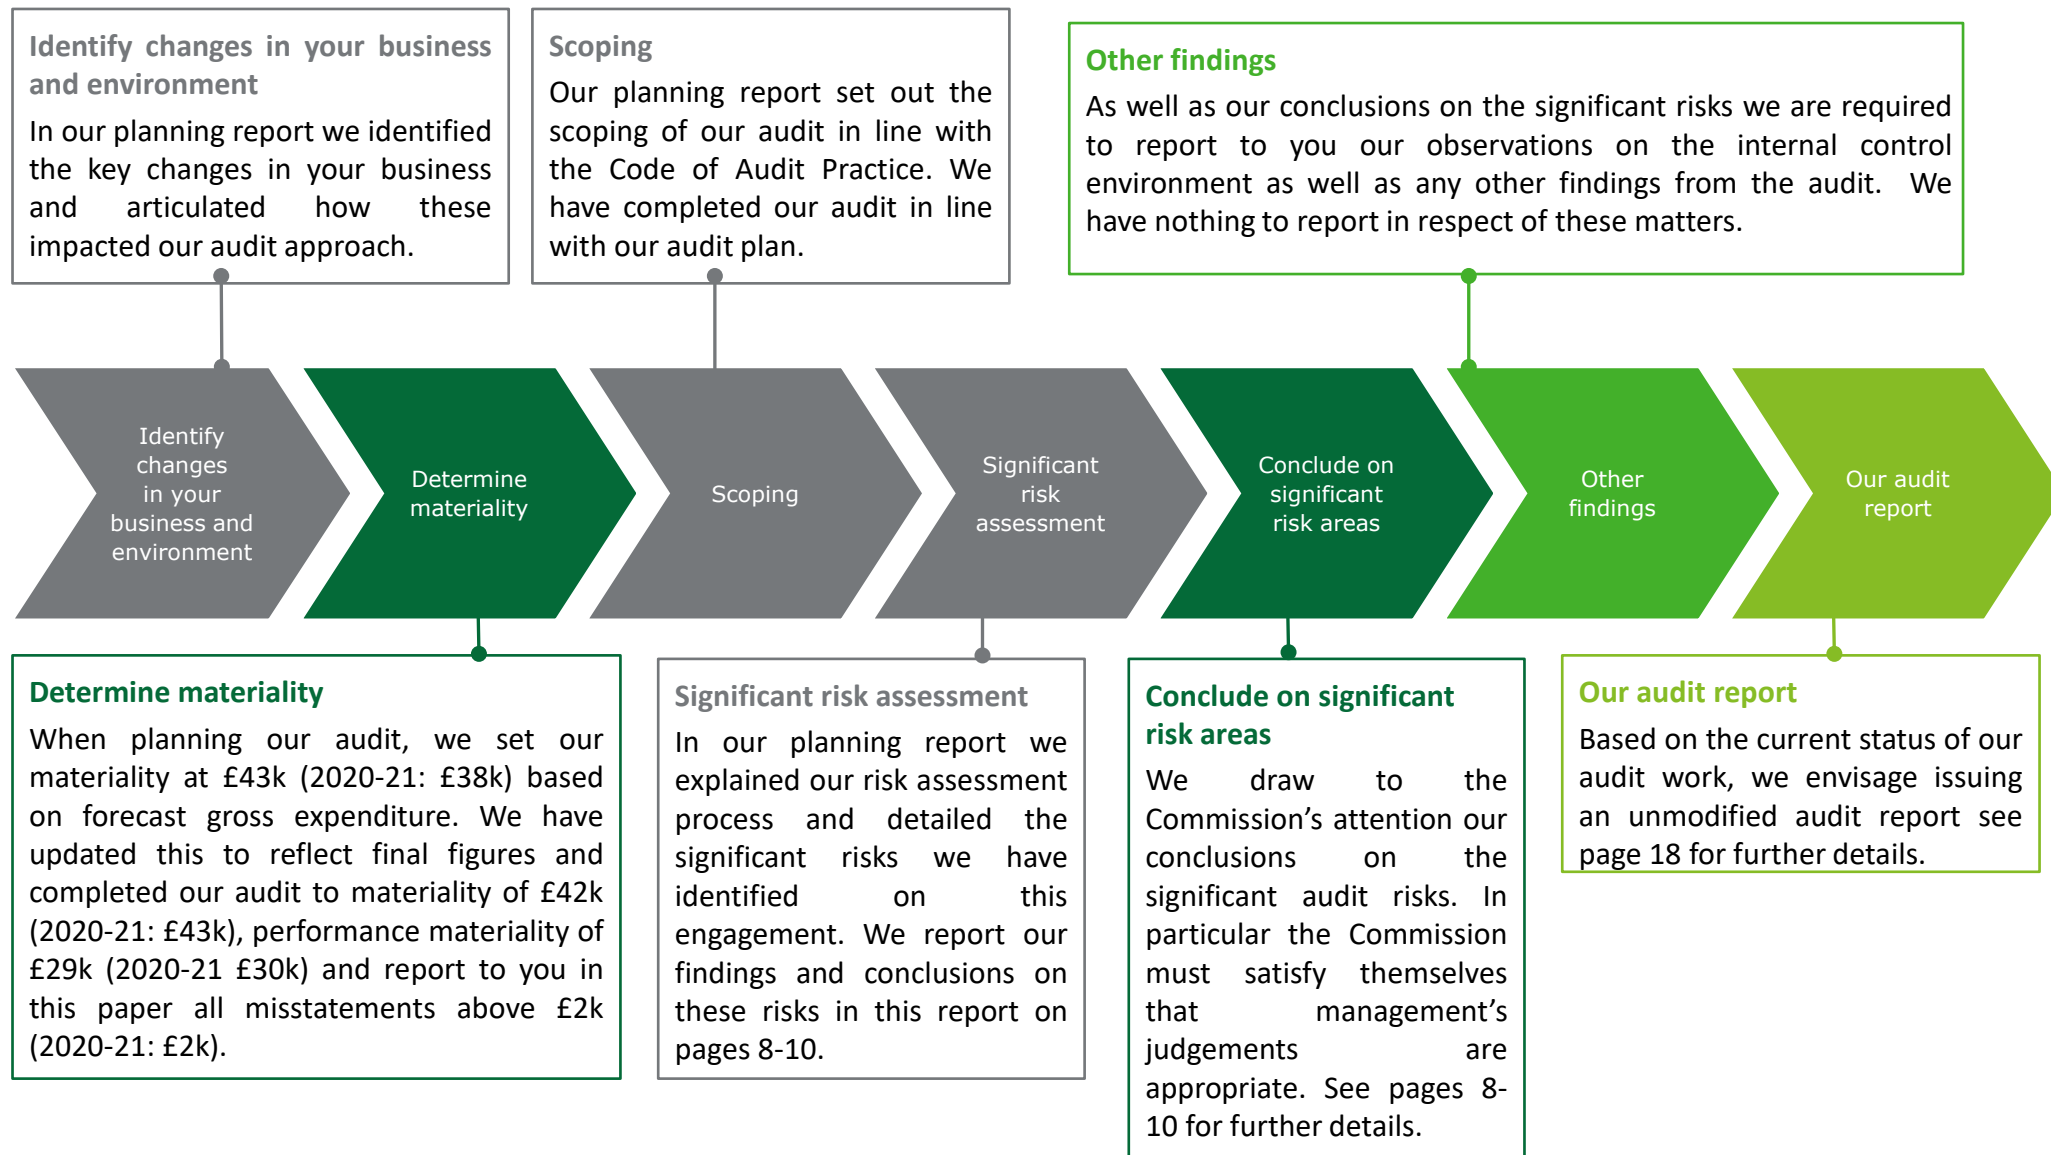 Identify changes in your business
and environment
In our planning report we identified
the key changes in your business
and articulated how these
impacted our audit approach.
Scoping
Our planning report set out the
scoping of our audit in line with
the Code of Audit Practice. We
have completed our audit in line
with our audit plan.
Other findings
As well as our conclusions on the significant risks we are required
to report to you our observations on the internal control
environment as well as any other findings from the audit. We
have nothing to report in respect of these matters.
Identify
changes
in your
business and
environment
Determine
materiality
Scoping
Significant
risk
assessment
Conclude on
significant
risk areas
Other
findings
Our audit
report
Determine materiality
When planning our audit, we set our
materiality at £43k (2020-21: £38k) based
on forecast gross expenditure. We have
updated this to reflect final figures and
completed our audit to materiality of £42k
(2020-21: £43k), performance materiality of
£29k (2020-21 £30k) and report to you in
this paper all misstatements above £2k
(2020-21: £2k).
Significant risk assessment
In our planning report we
explained our risk assessment
process and detailed the
significant risks we have
identified on this
engagement. We report our
findings and conclusions on
these risks in this report on
pages 8-10.
Conclude on significant
risk areas
We draw to the
Commission's attention our
conclusions on the
significant audit risks. In
particular the Commission
must satisfy themselves
that management's
judgements are
appropriate. See pages 8-
10 for further details.
Our audit report
Based on the current status of our
audit work, we envisage issuing
an unmodified audit report see
page 18 for further details.